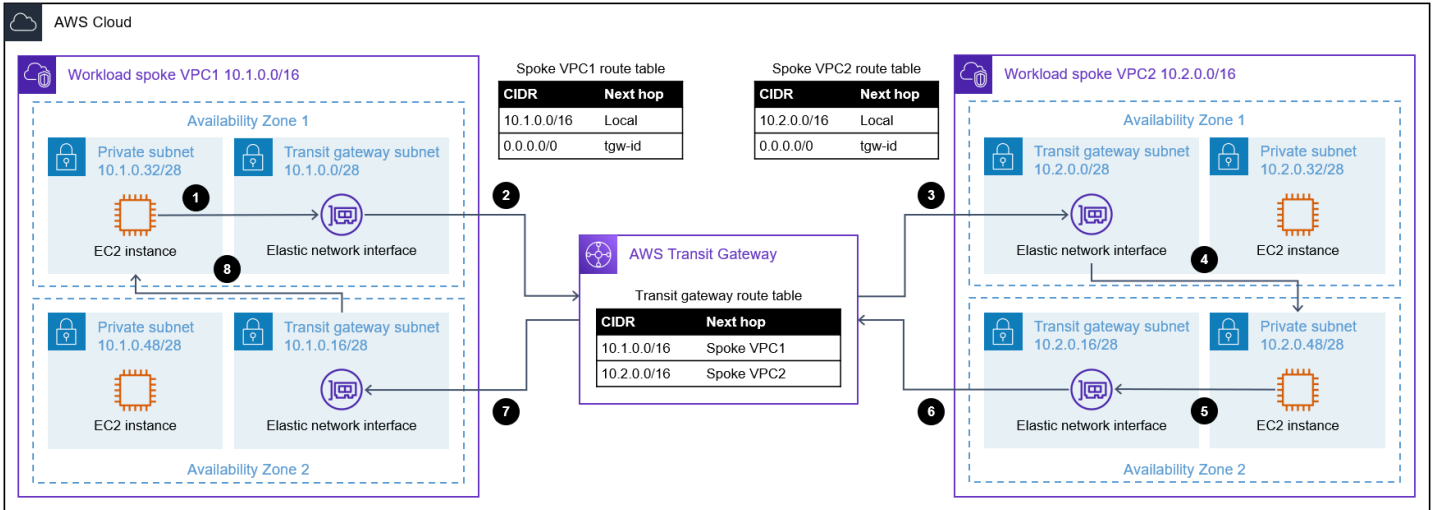 AWS Cloud
Workload spoke VPC1 10.1.0.0/16
Availability Zone 1
Private subnet
10.1.0.32/28
EC2 instance
Transit gateway subnet
10.1.0.0/28
Elastic network interface
1
8
Private subnet
10.1.0.48/28
EC2 instance
Transit gateway subnet
10.1.0.16/28
Elastic network interface
Availability Zone 2
Spoke VPC1 route table
CIDR Next hop
10.1.0.0/16 Local
0.0.0.0/0 tgw-id
Spoke VPC2 route table
CIDR Next hop
10.2.0.0/16 Local
0.0.0.0/0 tgw-id
2
3
AWS Transit Gateway
Transit gateway route table
CIDR Next hop
10.1.0.0/16 Spoke VPC1
10.2.0.0/16 Spoke VPC2
7
6
Workload spoke VPC2 10.2.0.0/16
Availability Zone 1
Transit gateway subnet
10.2.0.0/28
Elastic network interface
Private subnet
10.2.0.32/28
EC2 instance
4
Transit gateway subnet
10.2.0.16/28
Elastic network interface
Private subnet
10.2.0.48/28
EC2 instance
5
Availability Zone 2